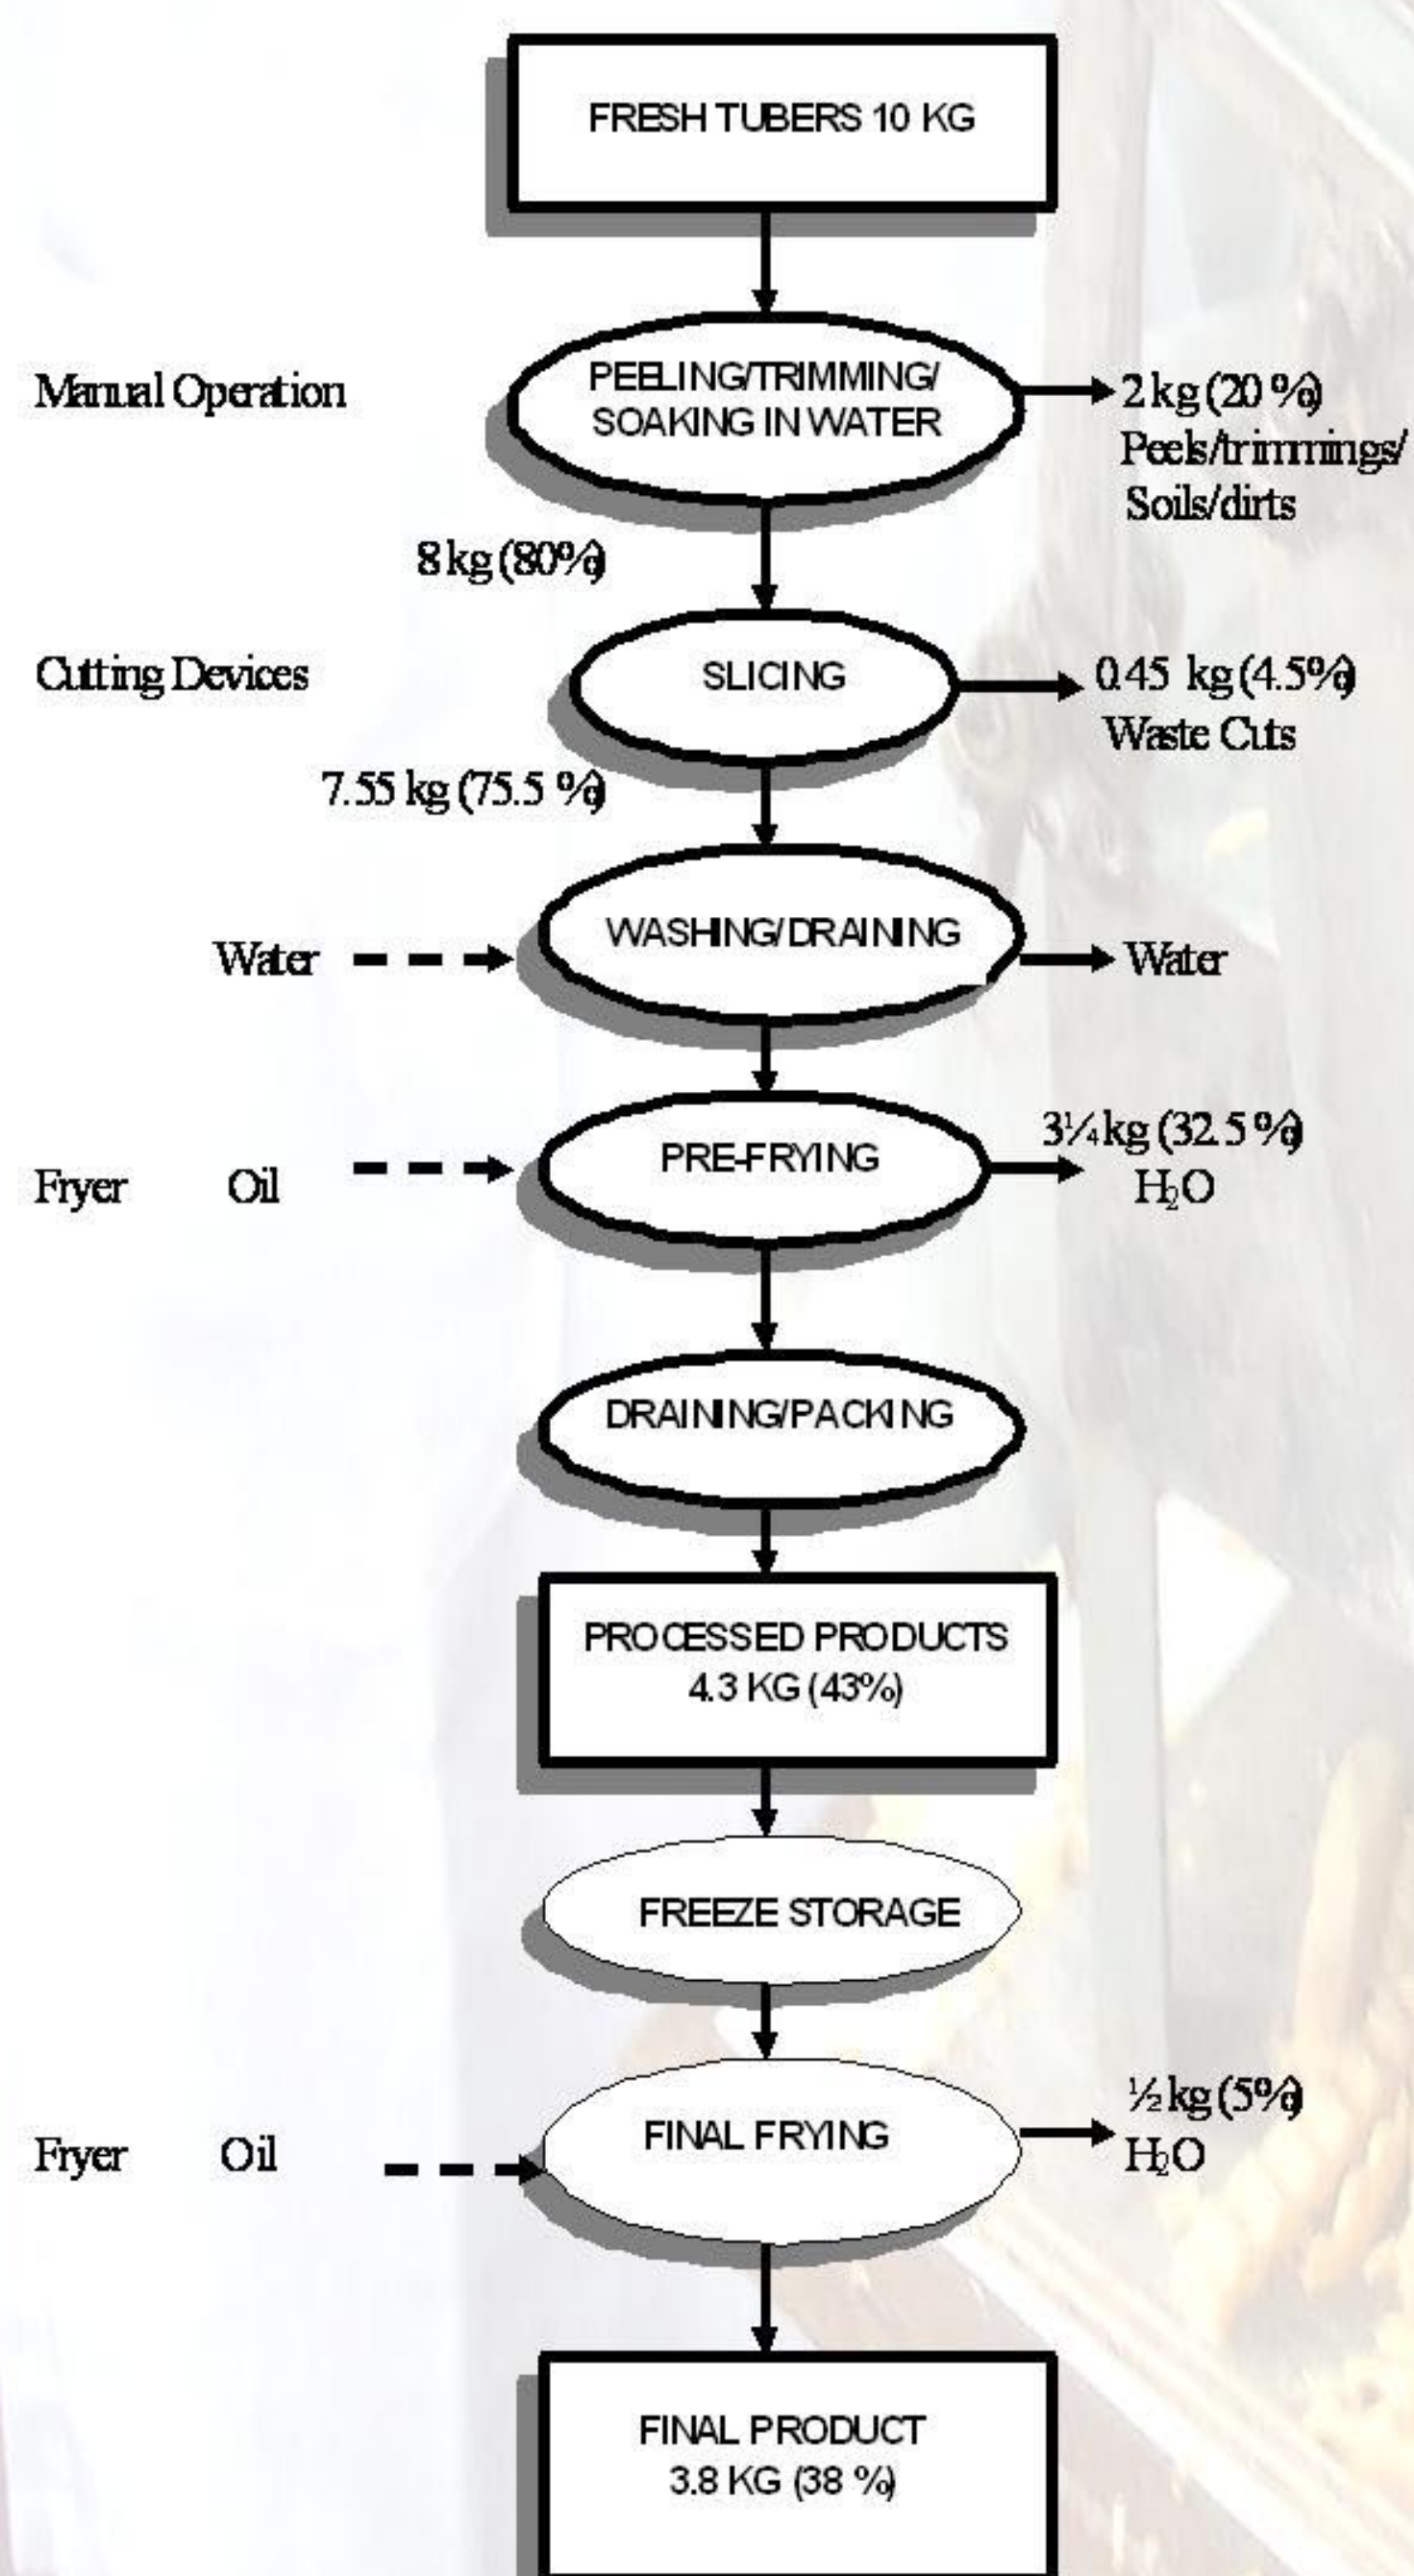 FRESH TUBERS 10 KG
Manual Operation
PEELING/TRIMMING/
SOAKING IN WATER
2 kg (20 %)
Peels/trimmings/
Soils/dirts
8 kg (80%)
Cutting Devices
SLICING
0.45 kg (4.5%)
Waste Cuts
7.55 kg (75.5 %)
Water
WASHING/DRAINING
Water
Fryer Oil
PRE-FRYING
3¼ kg (32.5 %)
H₂O
DRAINING/PACKING
PROCESSED PRODUCTS
4.3 KG (43%)
FREEZE STORAGE
Fryer Oil
FINAL FRYING
½ kg (5%)
H₂O
FINAL PRODUCT
3.8 KG (38 %)